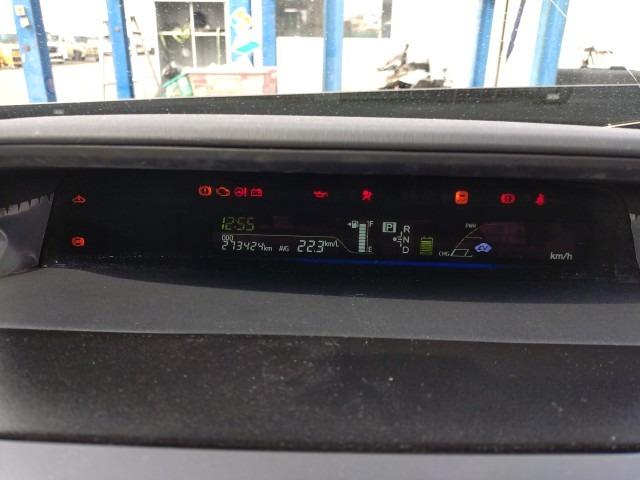 12:55
ODO
273424km AVG 22.3km/L
F
E
P
R
N
D
PWR
CHG
km/h